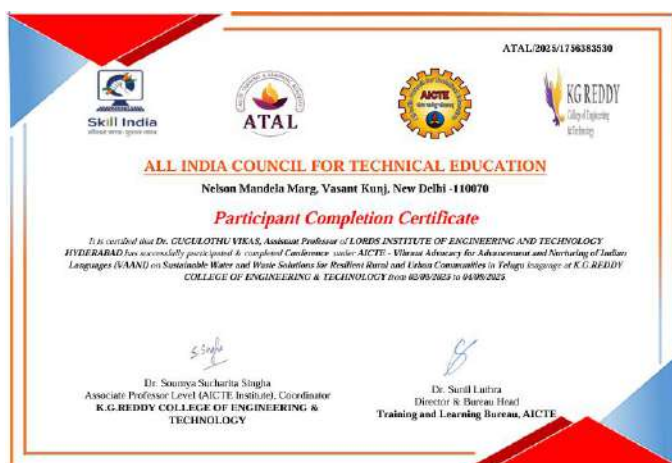 ATAL/2025/1756383530
Skill India
ATAL
AICTE
KG REDDY
College of Engineering
&Technology
ALL INDIA COUNCIL FOR TECHNICAL EDUCATION
Nelson Mandela Marg, Vasant Kunj, New Delhi -110070
Participant Completion Certificate
It is certified that Dr. GUGULOTHU VIKAS, Assistant Professor of LORDS INSTITUTE OF ENGINEERING AND TECHNOLOGY
HYDERABAD has successfully participated & completed Conference under AICTE - Vibrant Advocacy for Advancement and Nurturing of Indian
Languages (VAANI) on Sustainable Water and Waste Solutions for Resilient Rural and Urban Communities in Telugu language at K.G.REDDY
COLLEGE OF ENGINEERING & TECHNOLOGY from 02/08/2025 to 04/08/2025
S.Singha
Dr. Soumya Sucharita Singha
Associate Professor Level (AICTE Institute), Coordinator
K.G.REDDY COLLEGE OF ENGINEERING &
TECHNOLOGY
Dr. Sunil Luthra
Director & Bureau Head
Training and Learning Bureau, AICTE